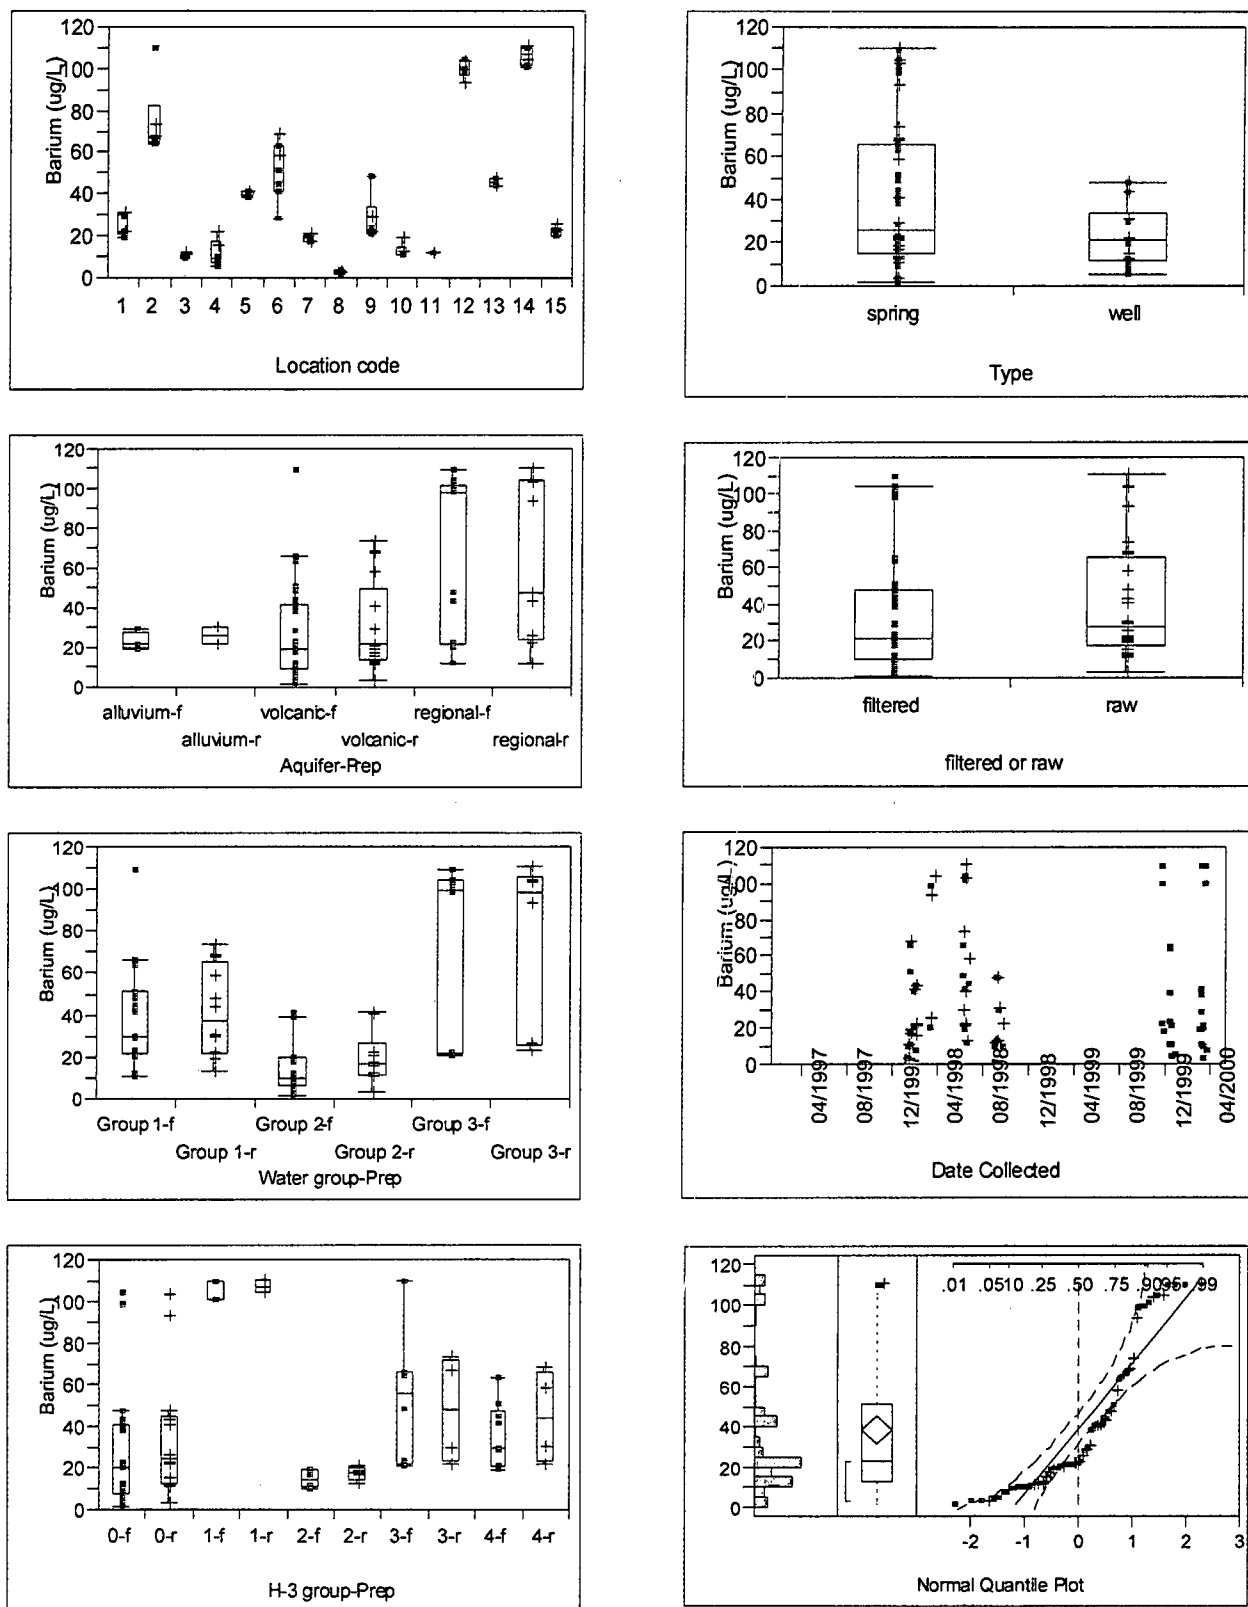 120
100
80
60
40
20
0
Barium (ug/L)
1 2 3 4 5 6 7 8 9 10 11 12 13 14 15
Location code
120
100
80
60
40
20
0
Barium (ug/L)
spring well
Type
120
100
80
60
40
20
0
Barium (ug/L)
alluvium-f volcanic-f regional-f
alluvium-r volcanic-r regional-r
Aquifer-Prep
120
100
80
60
40
20
0
Barium (ug/L)
filtered raw
filtered or raw
120
100
80
60
40
20
0
Barium (ug/L)
Group 1-f Group 2-f Group 3-f
Group 1-r Group 2-r Group 3-r
Water group-Prep
120
100
80
60
40
20
0
Barium (ug/L)
04/1997 08/1997 12/1997 04/1998 08/1998 12/1998 04/1999 08/1999 12/1999 04/2000
Date Collected
120
100
80
60
40
20
0
Barium (ug/L)
0-f 0-r 1-f 1-r 2-f 2-r 3-f 3-r 4-f 4-r
H-3 group-Prep
120
100
80
60
40
20
0
.01 .05 .10 .25 .50 .75 .90 .95 .99
-2 -1 0 1 2 3
Normal Quantile Plot